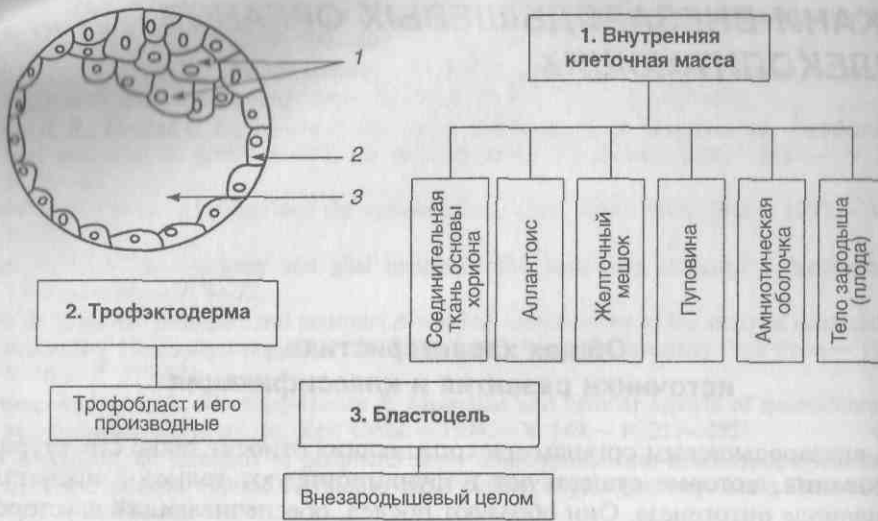 1
2
3
1. Внутренняя
клеточная масса
Соединительная
ткань основы
хориона
Аллантоис
Желточный
мешок
Пуповина
Амниотическая
оболочка
Тело зародыша
(плода)
2. Трофэктодерма
Трофобласт и его
производные
3. Бластоцель
Внезародышевый целом